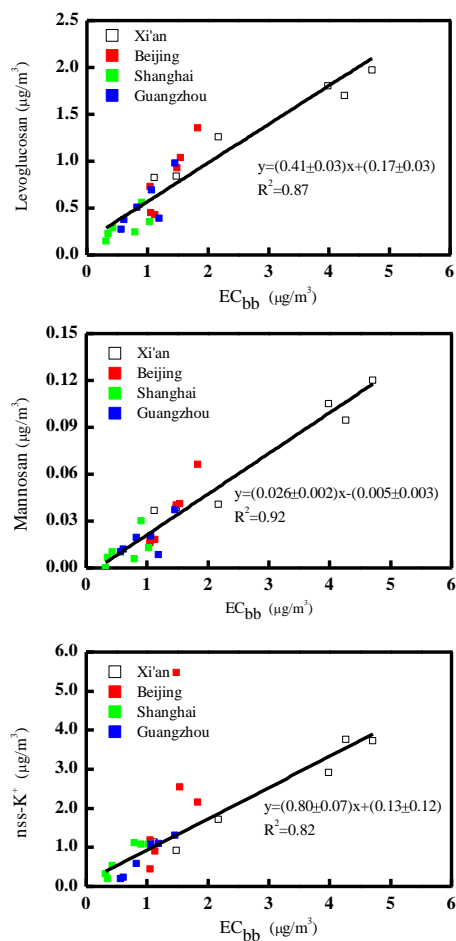 Xi'an
Beijing
Shanghai
Guangzhou
2.5
2.0
1.5
1.0
0.5
0.0
Levoglucosan (μg/m³)
y=(0.41±0.03)x+(0.17±0.03)
R²=0.87
0 1 2 3 4 5 6
EC_bb (μg/m³)
Xi'an
Beijing
Shanghai
Guangzhou
0.15
0.12
0.09
0.06
0.03
0.00
Mannosan (μg/m³)
y=(0.026±0.002)x-(0.005±0.003)
R²=0.92
0 1 2 3 4 5 6
EC_bb (μg/m³)
Xi'an
Beijing
Shanghai
Guangzhou
6.0
5.0
4.0
3.0
2.0
1.0
0.0
nss-K⁺ (μg/m³)
y=(0.80±0.07)x+(0.13±0.12)
R²=0.82
0 1 2 3 4 5 6
EC_bb (μg/m³)